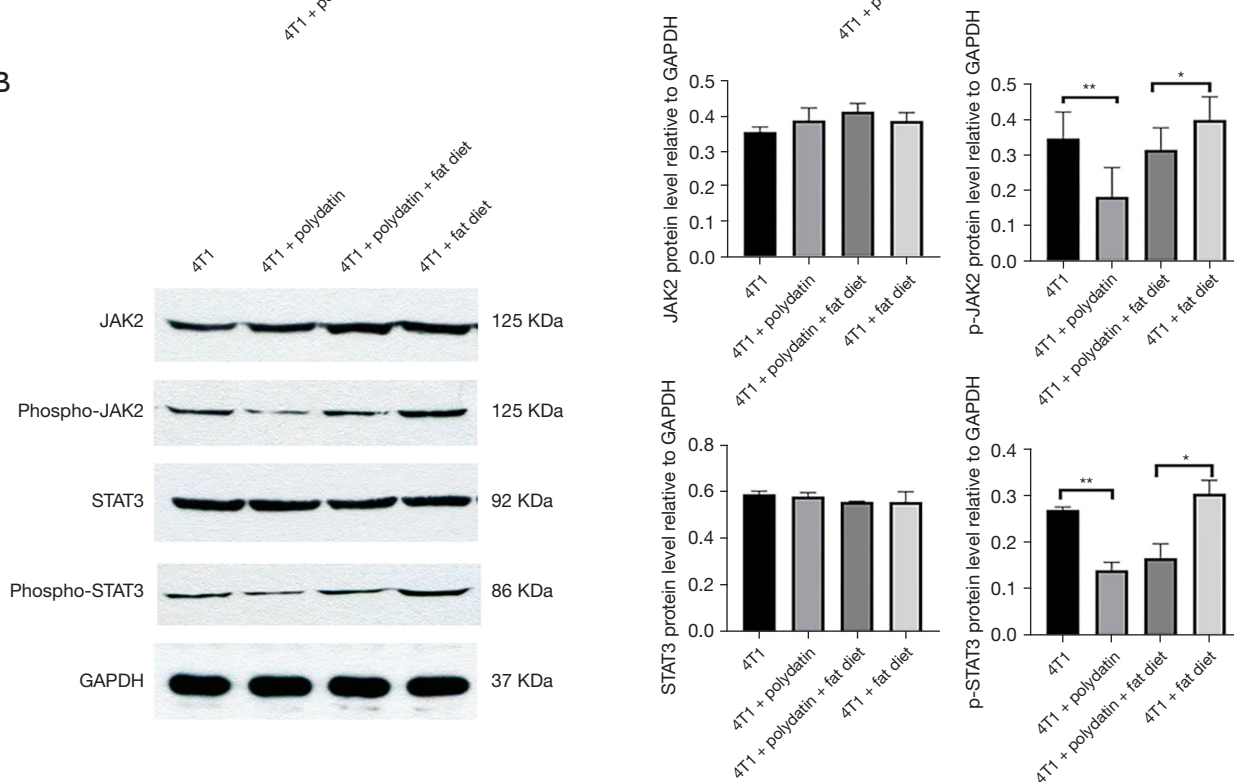 4T1 + po
4T1 + p
B
4T1
4T1 + polydatin
4T1 + polydatin + fat diet
4T1 + fat diet
JAK2
125 KDa
Phospho-JAK2
125 KDa
STAT3
92 KDa
Phospho-STAT3
86 KDa
GAPDH
37 KDa
JAK2 protein level relative to GAPDH
0.5
0.4
0.3
0.2
0.1
0.0
4T1
4T1 + polydatin
4T1 + polydatin + fat diet
4T1 + fat diet
p-JAK2 protein level relative to GAPDH
0.5
0.4
0.3
0.2
0.1
0.0
**
*
4T1
4T1 + polydatin
4T1 + polydatin + fat diet
4T1 + fat diet
STAT3 protein level relative to GAPDH
0.8
0.6
0.4
0.2
0.0
4T1
4T1 + polydatin
4T1 + polydatin + fat diet
4T1 + fat diet
p-STAT3 protein level relative to GAPDH
0.4
0.3
0.2
0.1
0.0
**
*
4T1
4T1 + polydatin
4T1 + polydatin + fat diet
4T1 + fat diet